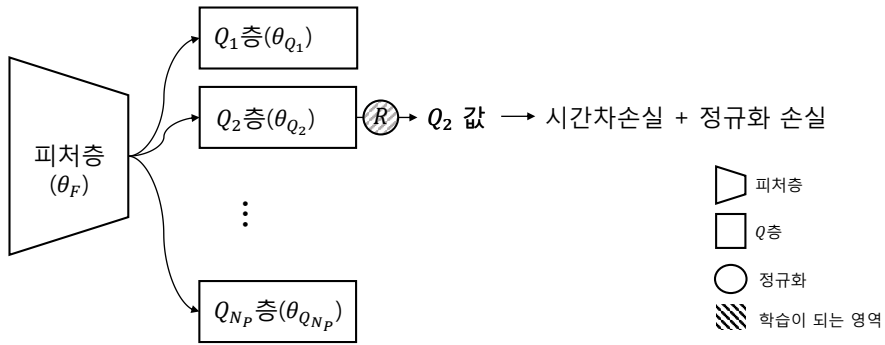 Q₁층(θ_{Q₁})
피처층
(θ_F)
Q₂층(θ_{Q₂})
R
Q₂ 값
시간차손실 + 정규화 손실
⋮
Q_{N_P}층(θ_{Q_{N_P}})
피처층
Q층
정규화
학습이 되는 영역